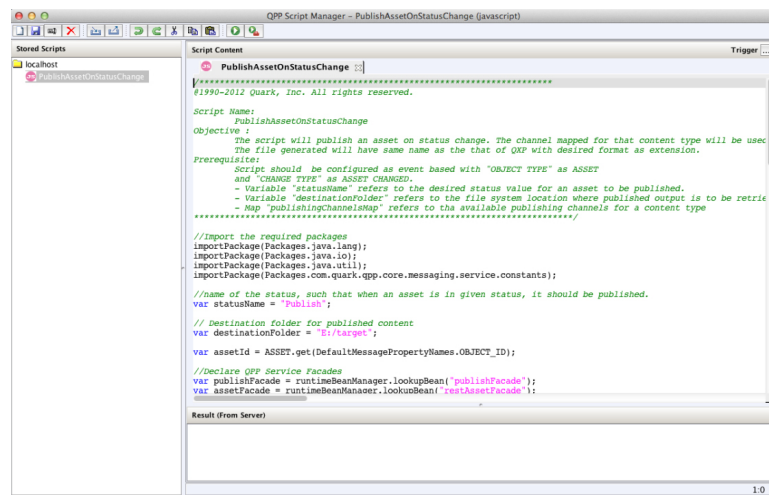 QPP Script Manager – PublishAssetOnStatusChange (javascript)
Stored Scripts
localhost
PublishAssetOnStatusChange
Script Content
Trigger ...
PublishAssetOnStatusChange
/*********************************************************************
@1990-2012 Quark, Inc. All rights reserved.
Script Name:
PublishAssetOnStatusChange
Objective :
The script will publish an asset on status change. The channel mapped for that content type will be used
The file generated will have same name as the that of QXP with desired format as extension.
Prerequisite:
Script should be configured as event based with "OBJECT TYPE" as ASSET
and "CHANGE TYPE" as ASSET CHANGED.
- Variable "statusName" refers to the desired status value for an asset to be published.
- Variable "destinationFolder" refers to the file system location where published output is to be retrie
- Map "publishingChannelsMap" refers to tha available publishing channels for a content type
*************************************************************************/
//Import the required packages
importPackage(Packages.java.lang);
importPackage(Packages.java.io);
importPackage(Packages.java.util);
importPackage(Packages.com.quark.qpp.core.messaging.service.constants);
//name of the status, such that when an asset is in given status, it should be published.
var statusName = "Publish";
// Destination folder for published content
var destinationFolder = "E:/target";
var assetId = ASSET.get(DefaultMessagePropertyNames.OBJECT_ID);
//Declare QPP Service Facades
var publishFacade = runtimeBeanManager.lookupBean("publishFacade");
var assetFacade = runtimeBeanManager.lookupBean("restAssetFacade");
Result (From Server)
1:0